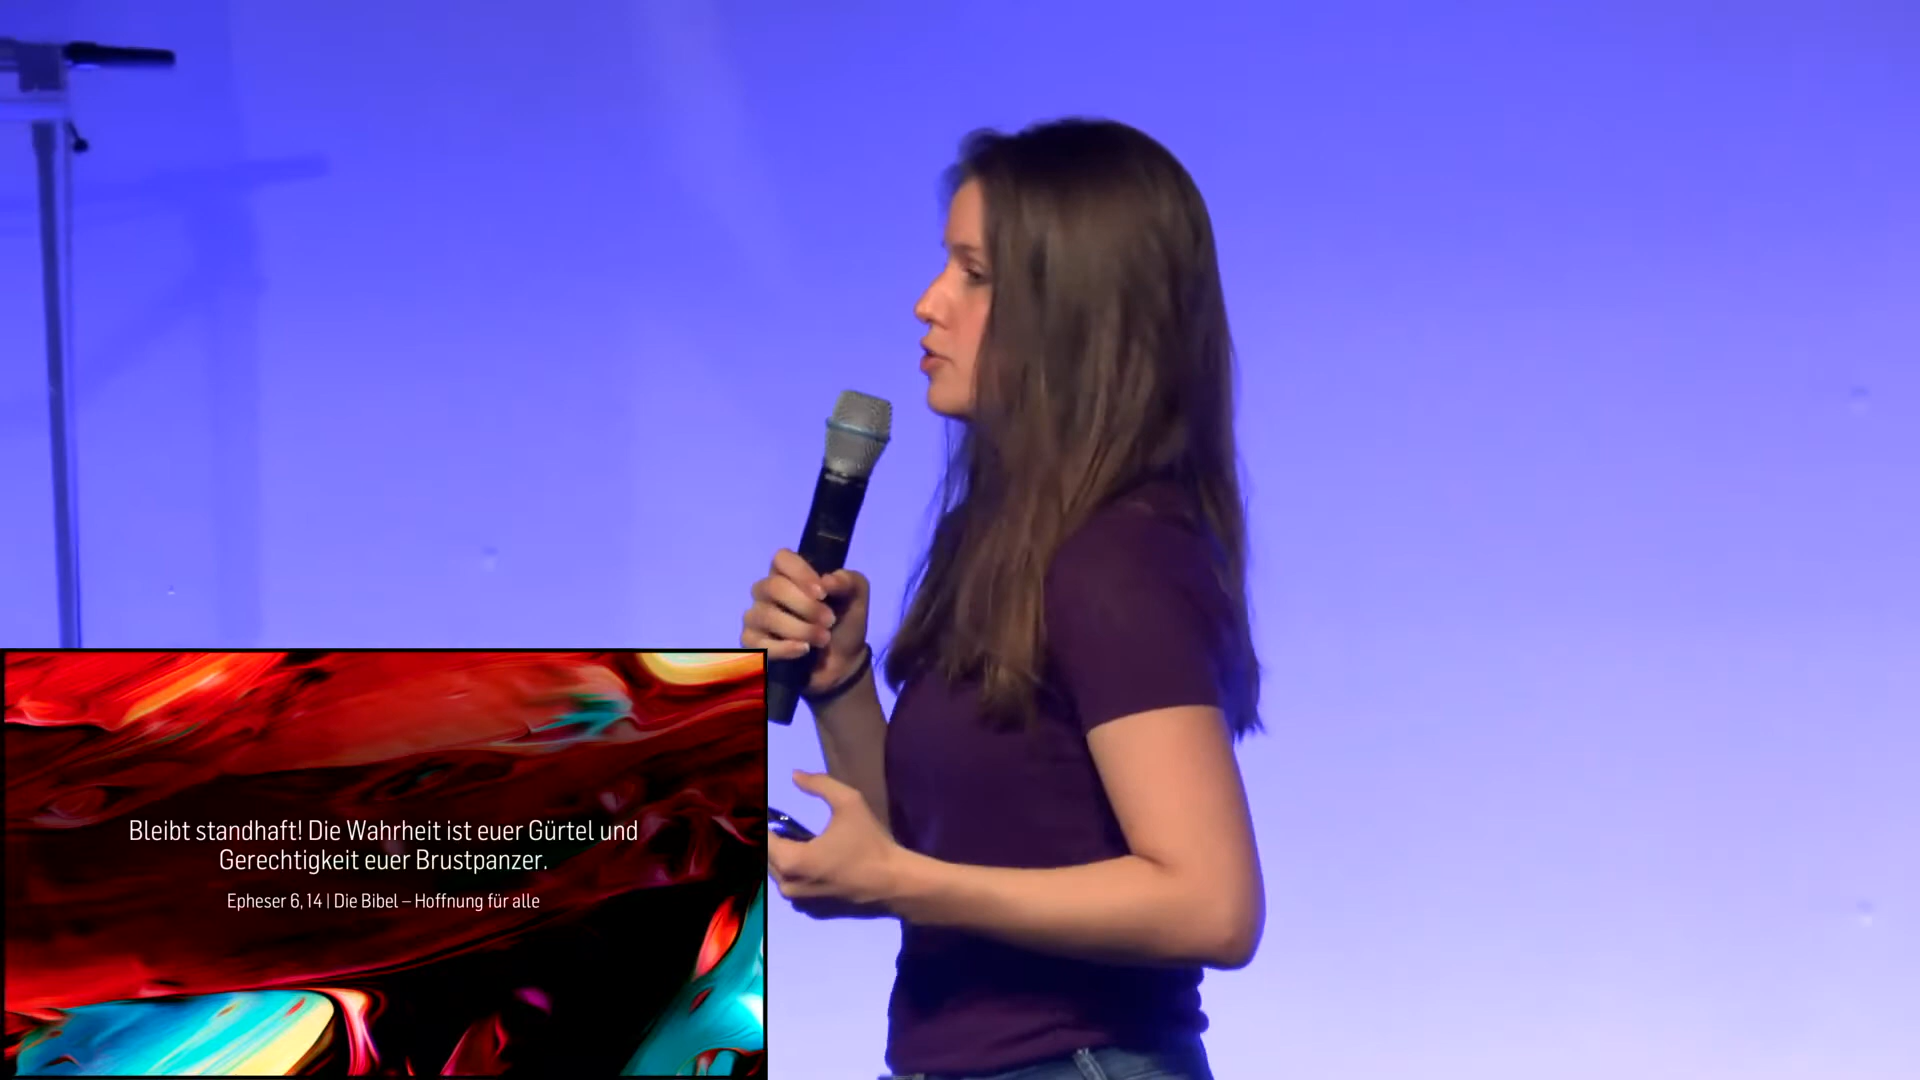 Bleibt standhaft! Die Wahrheit ist euer Gürtel und
Gerechtigkeit euer Brustpanzer.
Epheser 6, 14 | Die Bibel – Hoffnung für alle